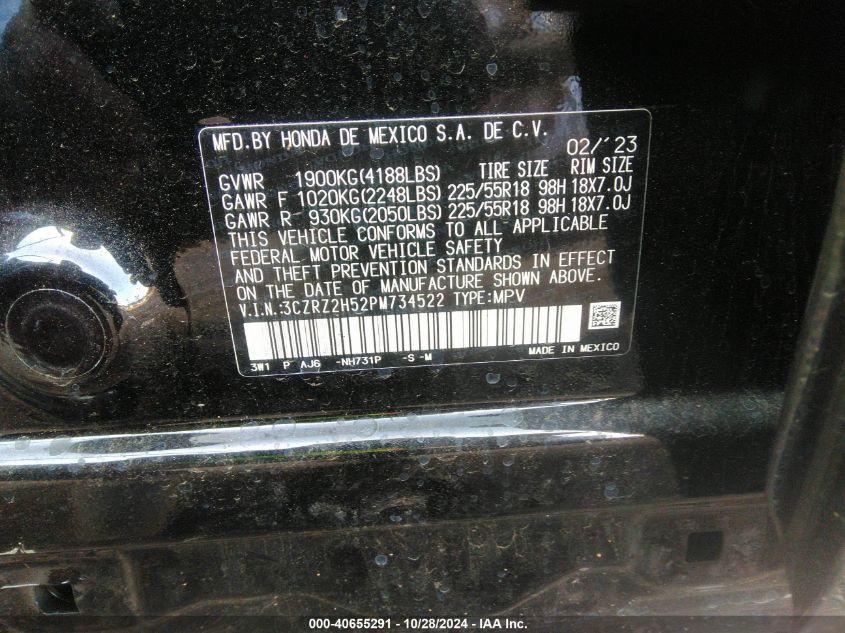 MFD.BY HONDA DE MEXICO S.A. DE C.V. 02/'23
GVWR 1900KG(4188LBS) TIRE SIZE RIM SIZE
GAWR F 1020KG(2248LBS) 225/55R18 98H 18X7.0J
GAWR R 930KG(2050LBS) 225/55R18 98H 18X7.0J
THIS VEHICLE CONFORMS TO ALL APPLICABLE
FEDERAL MOTOR VEHICLE SAFETY
AND THEFT PREVENTION STANDARDS IN EFFECT
ON THE DATE OF MANUFACTURE SHOWN ABOVE.
V.I.N.:3CZRZ2H52PM734522 TYPE:MPV
3W1 P AJ6 -NH731P -S -M MADE IN MEXICO
000-40655291 - 10/28/2024 - IAA Inc.